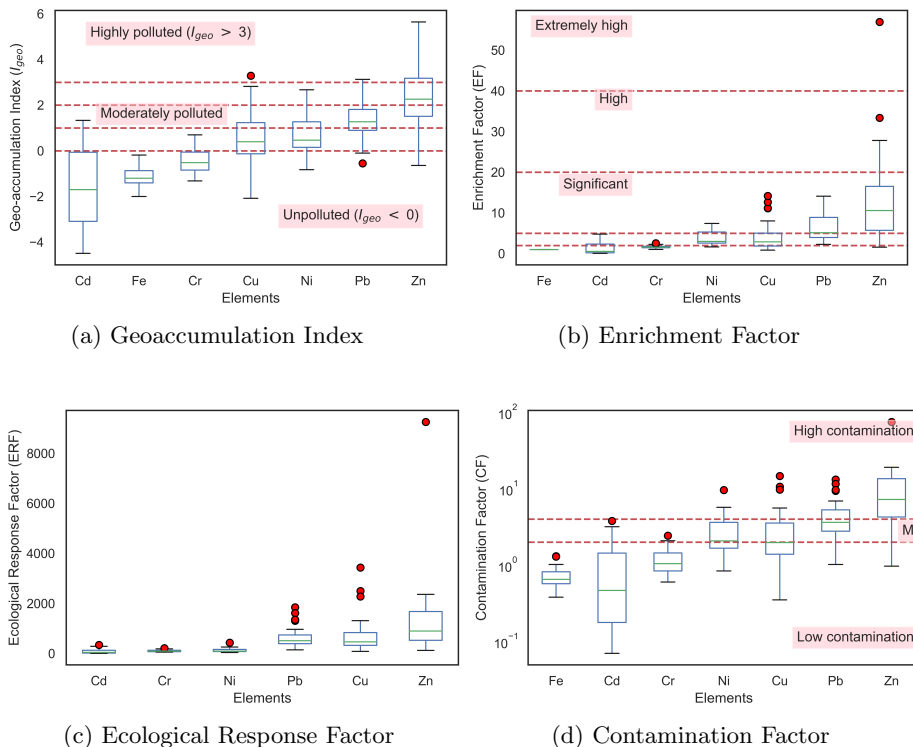 Geo-accumulation Index (I_geo)
6
4
2
0
−2
−4
Highly polluted (I_geo > 3)
Moderately polluted
Unpolluted (I_geo < 0)
Cd Fe Cr Cu Ni Pb Zn
Elements
(a) Geoaccumulation Index
Enrichment Factor (EF)
50
40
30
20
10
0
Extremely high
High
Significant
Fe Cd Cr Ni Cu Pb Zn
Elements
(b) Enrichment Factor
Ecological Response Factor (ERF)
8000
6000
4000
2000
0
Cd Cr Ni Pb Cu Zn
Elements
(c) Ecological Response Factor
Contamination Factor (CF)
10^2
10^1
10^0
10^−1
High contamination
M
Low contamination
Fe Cd Cr Ni Cu Pb Zn
Elements
(d) Contamination Factor